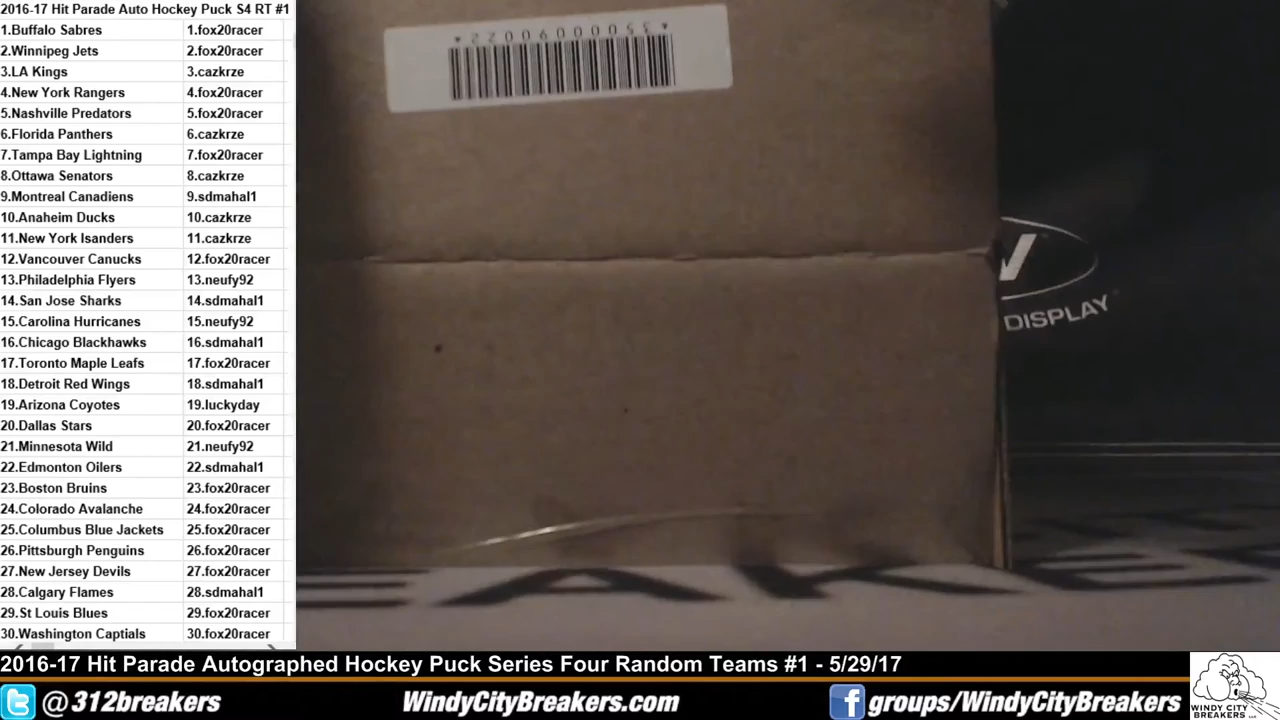 2016-17 Hit Parade Auto Hockey Puck S4 RT #1
1.Buffalo Sabres 1.fox20racer
2.Winnipeg Jets 2.fox20racer
3.LA Kings 3.cazkrze
4.New York Rangers 4.fox20racer
5.Nashville Predators 5.fox20racer
6.Florida Panthers 6.cazkrze
7.Tampa Bay Lightning 7.fox20racer
8.Ottawa Senators 8.cazkrze
9.Montreal Canadiens 9.sdmahal1
10.Anaheim Ducks 10.cazkrze
11.New York Isanders 11.cazkrze
12.Vancouver Canucks 12.fox20racer
13.Philadelphia Flyers 13.neufy92
14.San Jose Sharks 14.sdmahal1
15.Carolina Hurricanes 15.neufy92
16.Chicago Blackhawks 16.sdmahal1
17.Toronto Maple Leafs 17.fox20racer
18.Detroit Red Wings 18.sdmahal1
19.Arizona Coyotes 19.luckyday
20.Dallas Stars 20.fox20racer
21.Minnesota Wild 21.neufy92
22.Edmonton Oilers 22.sdmahal1
23.Boston Bruins 23.fox20racer
24.Colorado Avalanche 24.fox20racer
25.Columbus Blue Jackets 25.fox20racer
26.Pittsburgh Penguins 26.fox20racer
27.New Jersey Devils 27.fox20racer
28.Calgary Flames 28.sdmahal1
29.St Louis Blues 29.fox20racer
30.Washington Captials 30.fox20racer
*35000090022*
DISPLAY
EAKE
2016-17 Hit Parade Autographed Hockey Puck Series Four Random Teams #1 - 5/29/17
@312breakers WindyCityBreakers.com groups/WindyCityBreakers
WINDY CITY
BREAKERS LLC